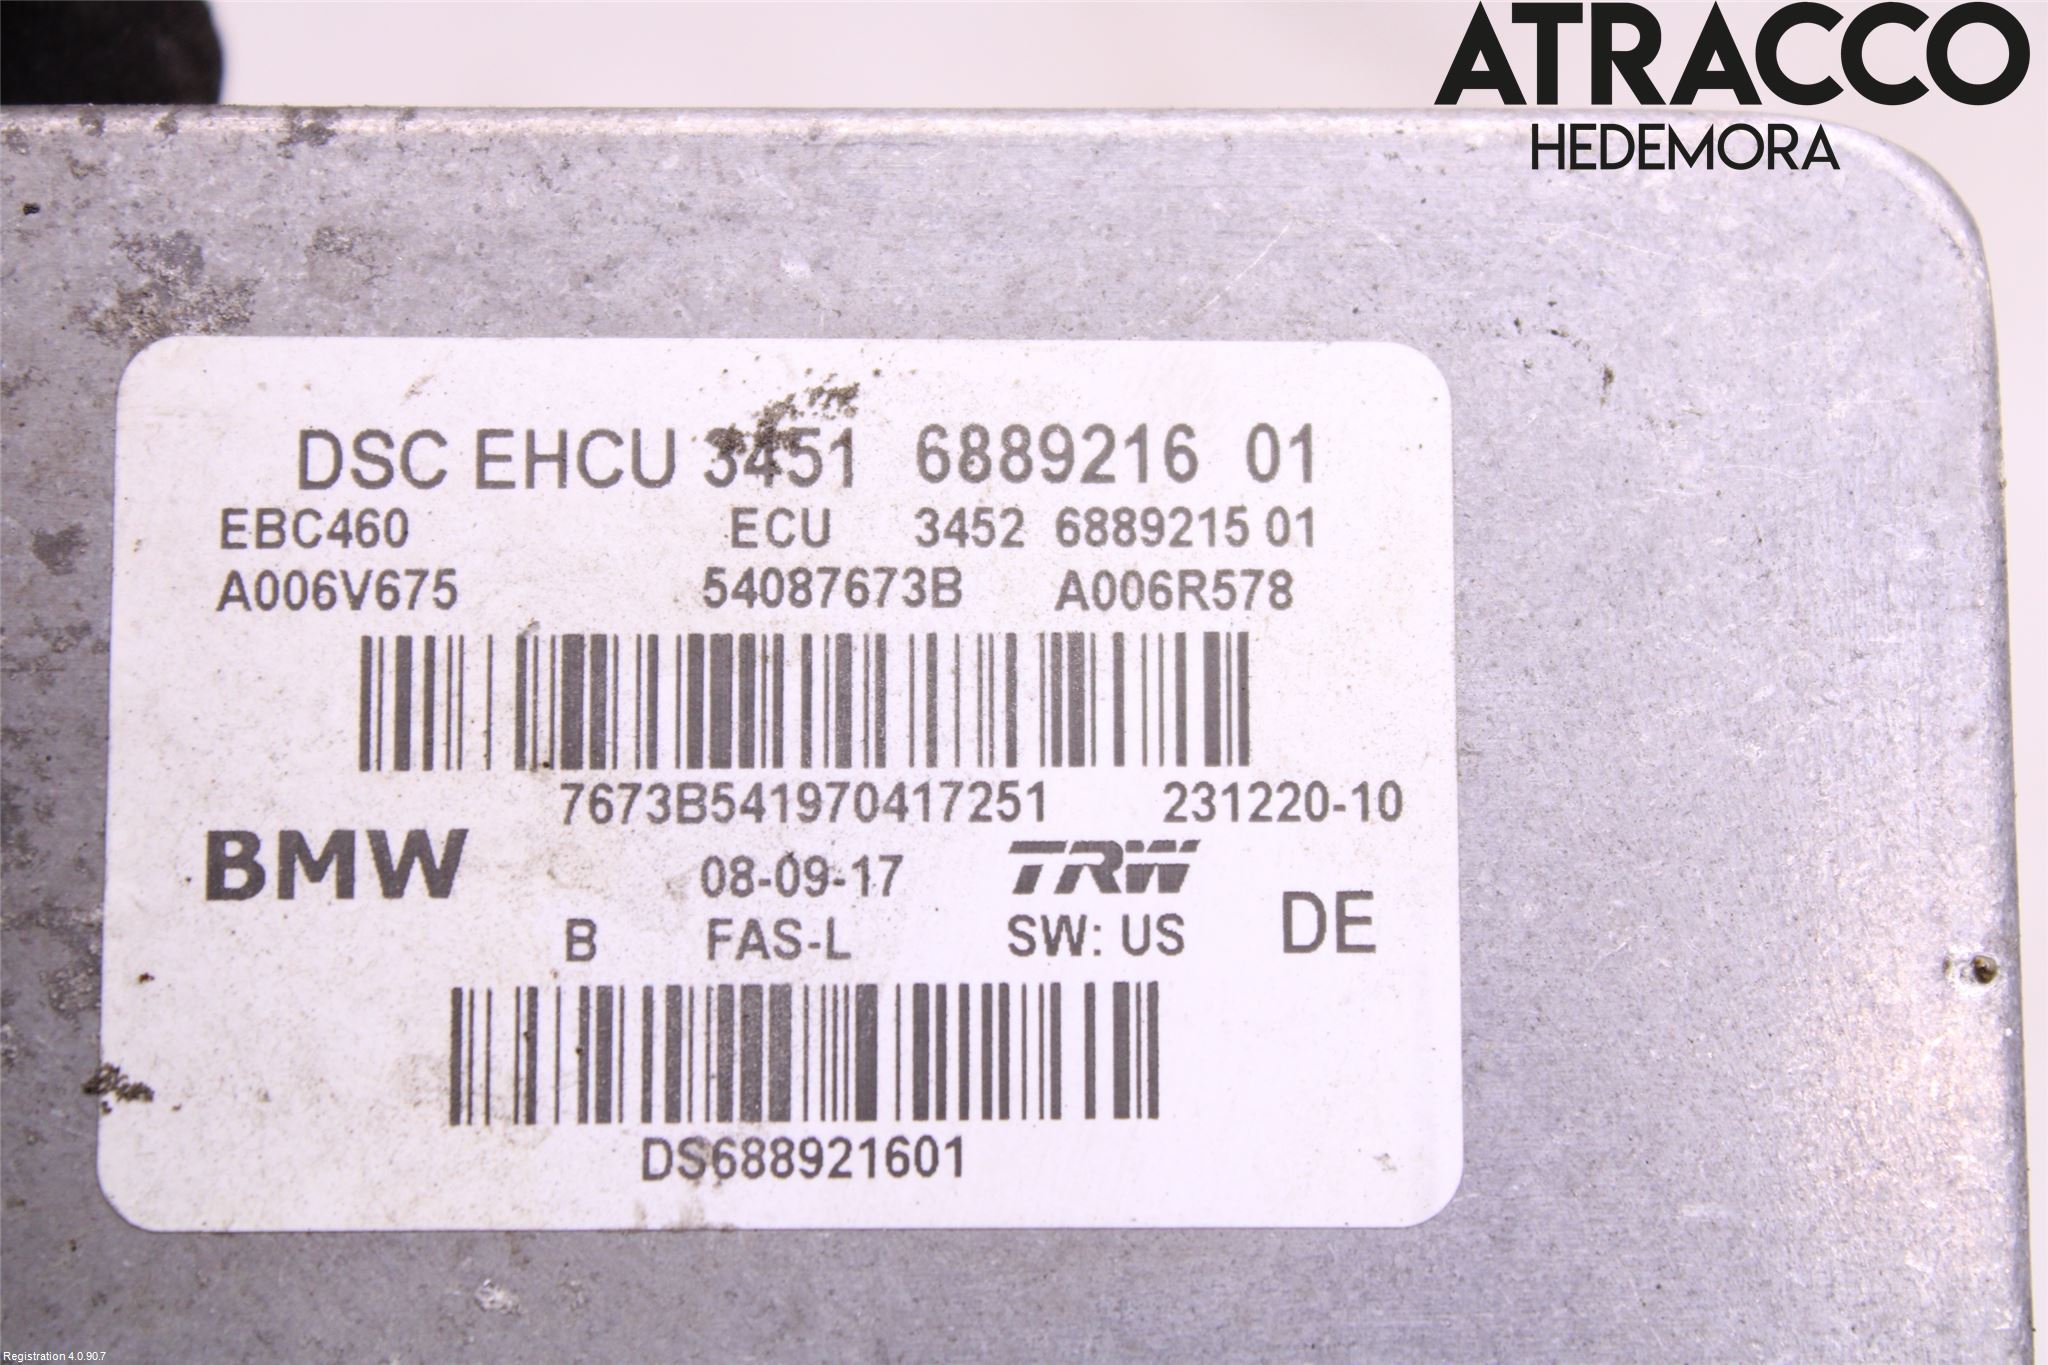 ATRACCO
HEDEMORA
DSC EHCU 3451 6889216 01
EBC460 ECU 3452 6889215 01
A006V675 54087673B A006R578
7673B541970417251 231220-10
BMW 08-09-17 TRW
B FAS-L SW: US DE
DS688921601
Registration 4.0.90.7